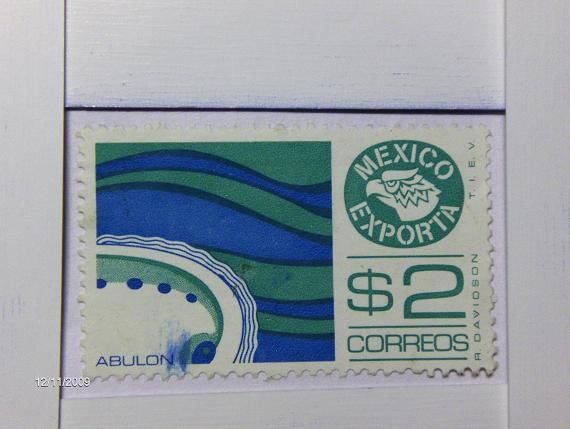 MEXICO
EXPORTA
$2
CORREOS
R. DAVIDSON
T. I. E. V.
ABULON
12/11/2009